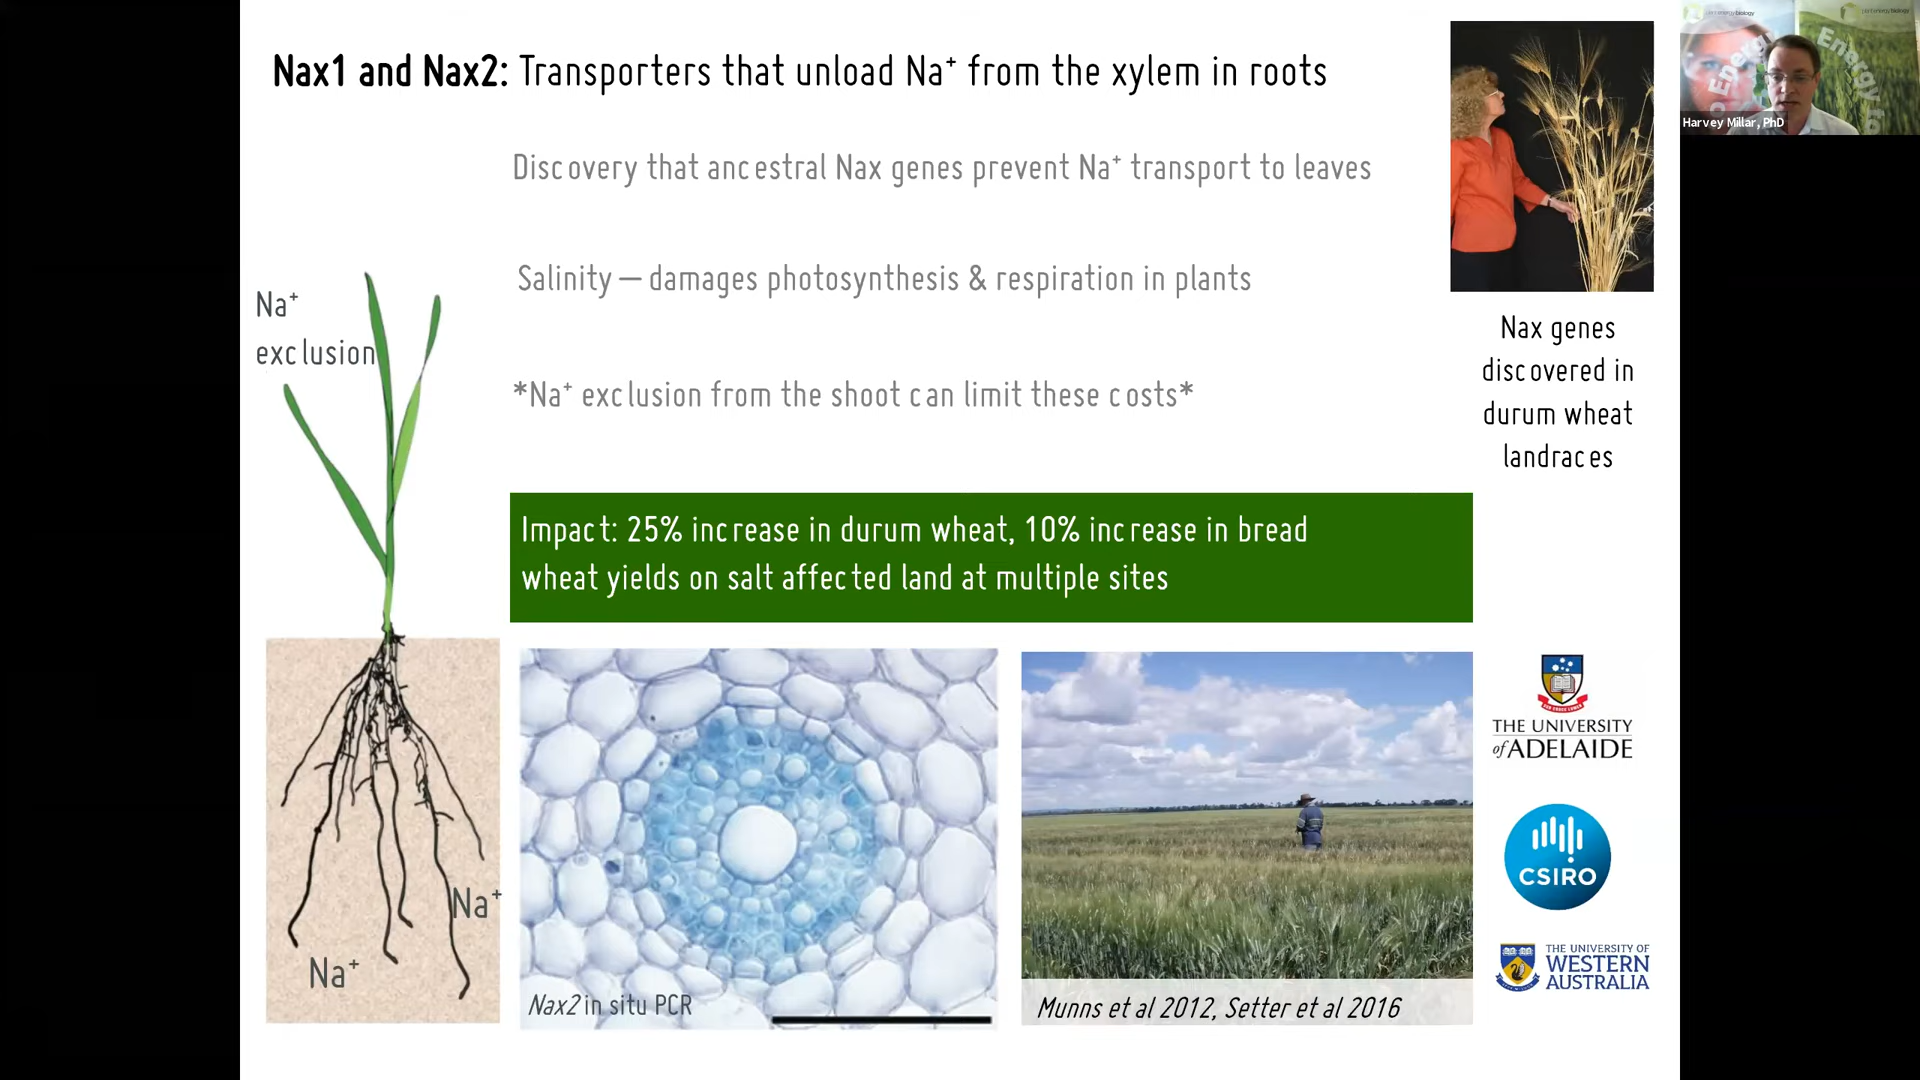 Nax1 and Nax2: Transporters that unload Na⁺ from the xylem in roots
Discovery that ancestral Nax genes prevent Na⁺ transport to leaves
Salinity – damages photosynthesis & respiration in plants
*Na⁺ exclusion from the shoot can limit these costs*
Impact: 25% increase in durum wheat, 10% increase in bread
wheat yields on salt affected land at multiple sites
Na⁺
exclusion
Na⁺
Na⁺
Nax2 in situ PCR
Munns et al 2012, Setter et al 2016
Nax genes
discovered in
durum wheat
landraces
THE UNIVERSITY
of ADELAIDE
CSIRO
THE UNIVERSITY OF
WESTERN
AUSTRALIA
Harvey Millar, PhD
Energy